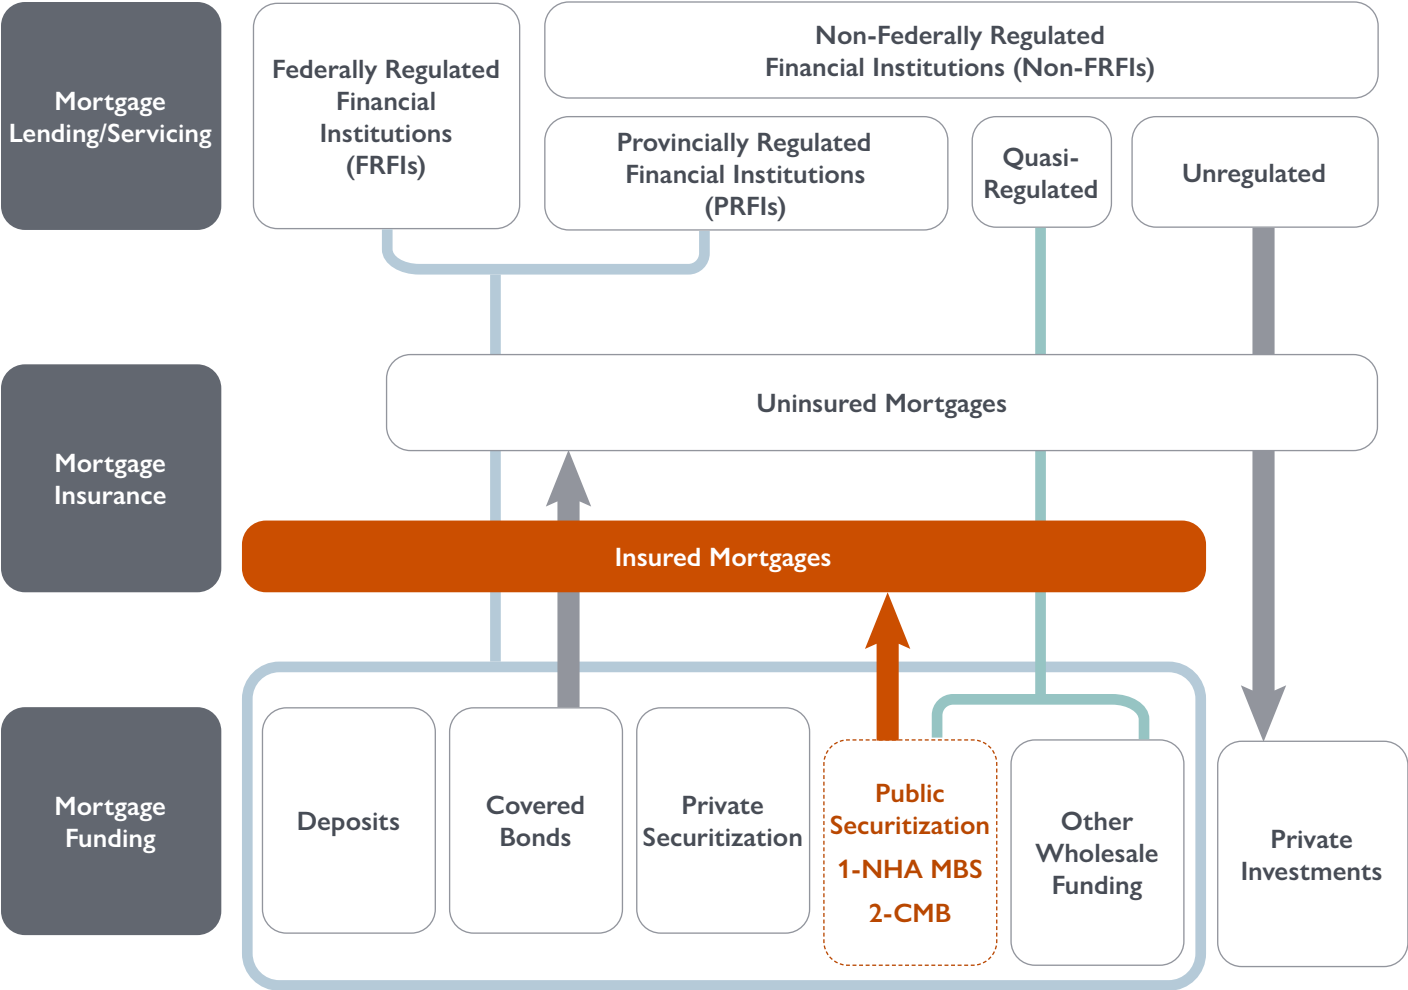 Mortgage
Lending/Servicing
Federally Regulated
Financial
Institutions
(FRFIs)
Non-Federally Regulated
Financial Institutions (Non-FRFIs)
Provincially Regulated
Financial Institutions
(PRFIs)
Quasi-
Regulated
Unregulated
Mortgage
Insurance
Uninsured Mortgages
Insured Mortgages
Mortgage
Funding
Deposits
Covered
Bonds
Private
Securitization
Public
Securitization
1-NHA MBS
2-CMB
Other
Wholesale
Funding
Private
Investments